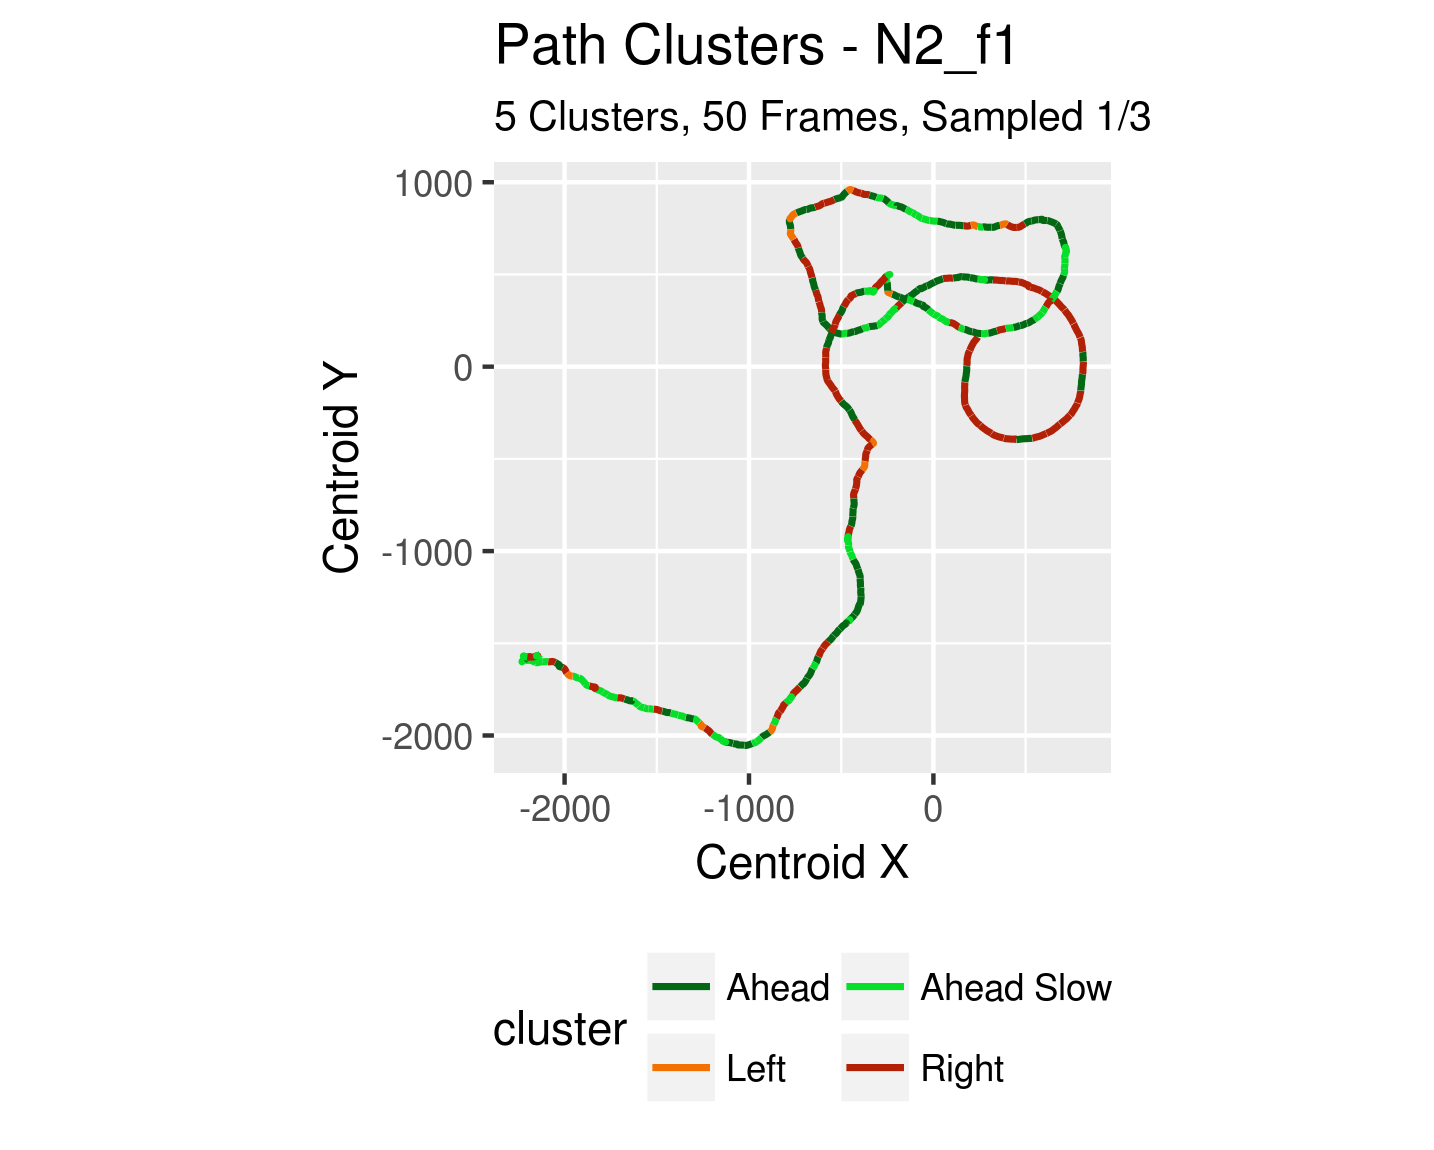 Path Clusters - N2_f1
5 Clusters, 50 Frames, Sampled 1/3
1000
0
-1000
-2000
Centroid Y
-2000 -1000 0
Centroid X
cluster
Ahead Ahead Slow
Left Right